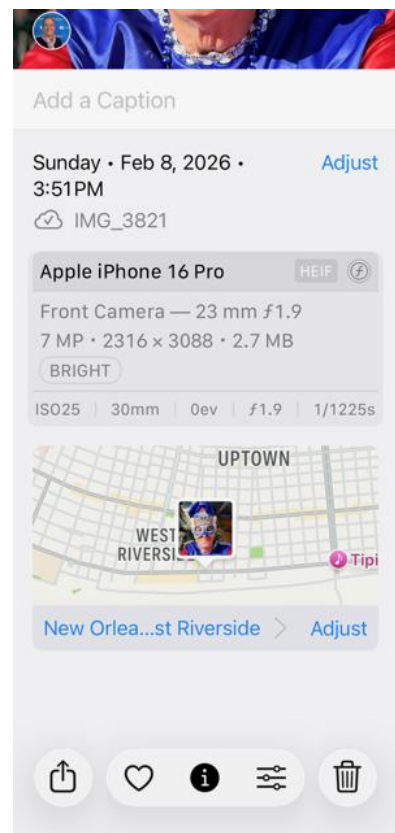 Add a Caption
Sunday • Feb 8, 2026 • Adjust
3:51 PM
IMG_3821
Apple iPhone 16 Pro HEIF
Front Camera — 23 mm ƒ1.9
7 MP • 2316 × 3088 • 2.7 MB
BRIGHT
ISO25 | 30mm | 0ev | ƒ1.9 | 1/1225s
UPTOWN
WEST
RIVERSI
Tipi
New Orlea...st Riverside > Adjust